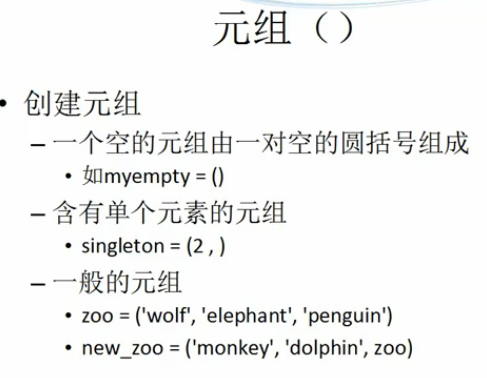 元组（）
• 创建元组
– 一个空的元组由一对空的圆括号组成
• 如myempty = ()
– 含有单个元素的元组
• singleton = (2 , )
– 一般的元组
• zoo = ('wolf', 'elephant', 'penguin')
• new_zoo = ('monkey', 'dolphin', zoo)